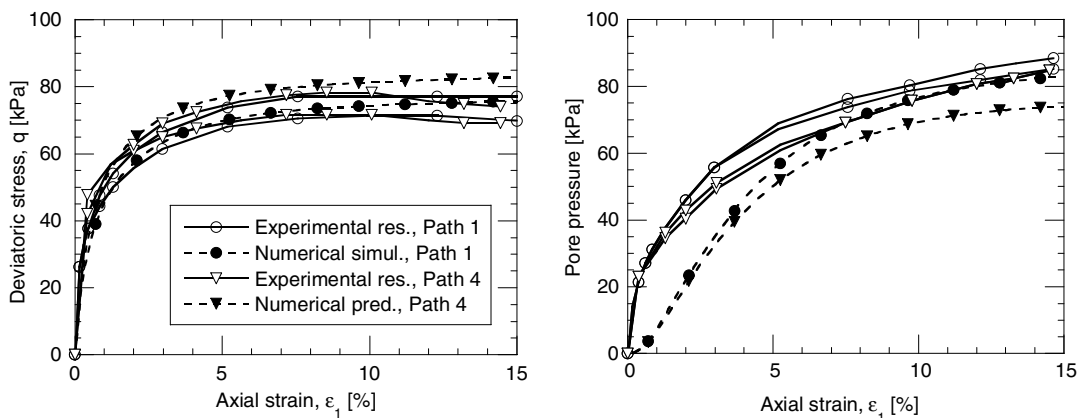 100
80
60
40
20
0
Deviatoric stress, q [kPa]
Experimental res., Path 1
Numerical simul., Path 1
Experimental res., Path 4
Numerical pred., Path 4
0 5 10 15
Axial strain, ε1 [%]
100
80
60
40
20
0
Pore pressure [kPa]
0 5 10 15
Axial strain, ε1 [%]